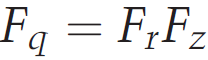 F_q = F_r F_z